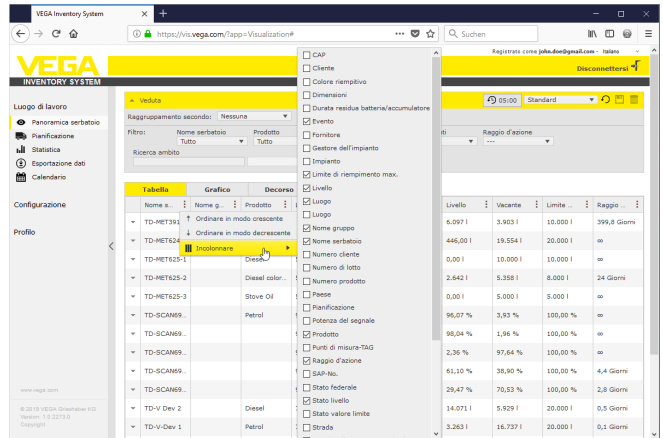 VEGA Inventory System
https://vis.vega.com/?app=Visualization#
Suchen
Registrato come john.doe@gmail.com - Italiano
VEGA
INVENTORY SYSTEM
Disconnettersi
Luogo di lavoro
Panoramica serbatoio
Pianificazione
Statistica
Esportazione dati
Calendario
Configurazione
Profilo
www.vega.com
© 2018 VEGA Grieshaber KG
Version: 1.0.2273.0
Copyright
Veduta
05:00 Standard
Raggruppamento secondo: Nessuna
Filtro: Nome serbatoio Prodotto Raggio d'azione
Tutto Tutto ---
Ricerca ambito
Tabella Grafico Decorso
Nome s... Nome g... Prodotto Livello Vacante Limite ... Raggio ...
Ordinare in modo crescente
Ordinare in modo decrescente
Incolonnare
CAP
Cliente
Colore riempitivo
Dimensioni
Durata residua batteria/accumulatore
Evento
Fornitore
Gestore dell'impianto
Impianto
Limite di riempimento max.
Livello
Luogo
Luogo
Nome gruppo
Nome serbatoio
Numero cliente
Numero di lotto
Numero prodotto
Paese
Pianificazione
Potenza del segnale
Prodotto
Punti di misura-TAG
Raggio d'azione
SAP-No.
Stato federale
Stato livello
Stato valore limite
Strada
TD-MET391 6.097 l 3.903 l 10.000 l 399,8 Giorni
TD-MET624 446,00 l 19.554 l 20.000 l ∞
TD-MET625-1 Diesel 0,00 l 10.000 l 10.000 l ∞
TD-MET625-2 Diesel color... 2.642 l 5.358 l 8.000 l 24 Giorni
TD-MET625-3 Stove Oil 0,00 l 5.000 l 5.000 l ∞
TD-SCAN69... Petrol 96,07 % 3,93 % 100,00 % ∞
TD-SCAN69... 98,04 % 1,96 % 100,00 % ∞
TD-SCAN69... 2,36 % 97,64 % 100,00 % ∞
TD-SCAN69... 61,10 % 38,90 % 100,00 % 4,4 Giorni
TD-SCAN69... 29,47 % 70,53 % 100,00 % 2,8 Giorni
TD-V Dev 2 Diesel 14.071 l 5.929 l 20.000 l 0,5 Giorni
TD-V-Dev 1 Petrol 3.263 l 16.737 l 20.000 l 0,1 Giorni